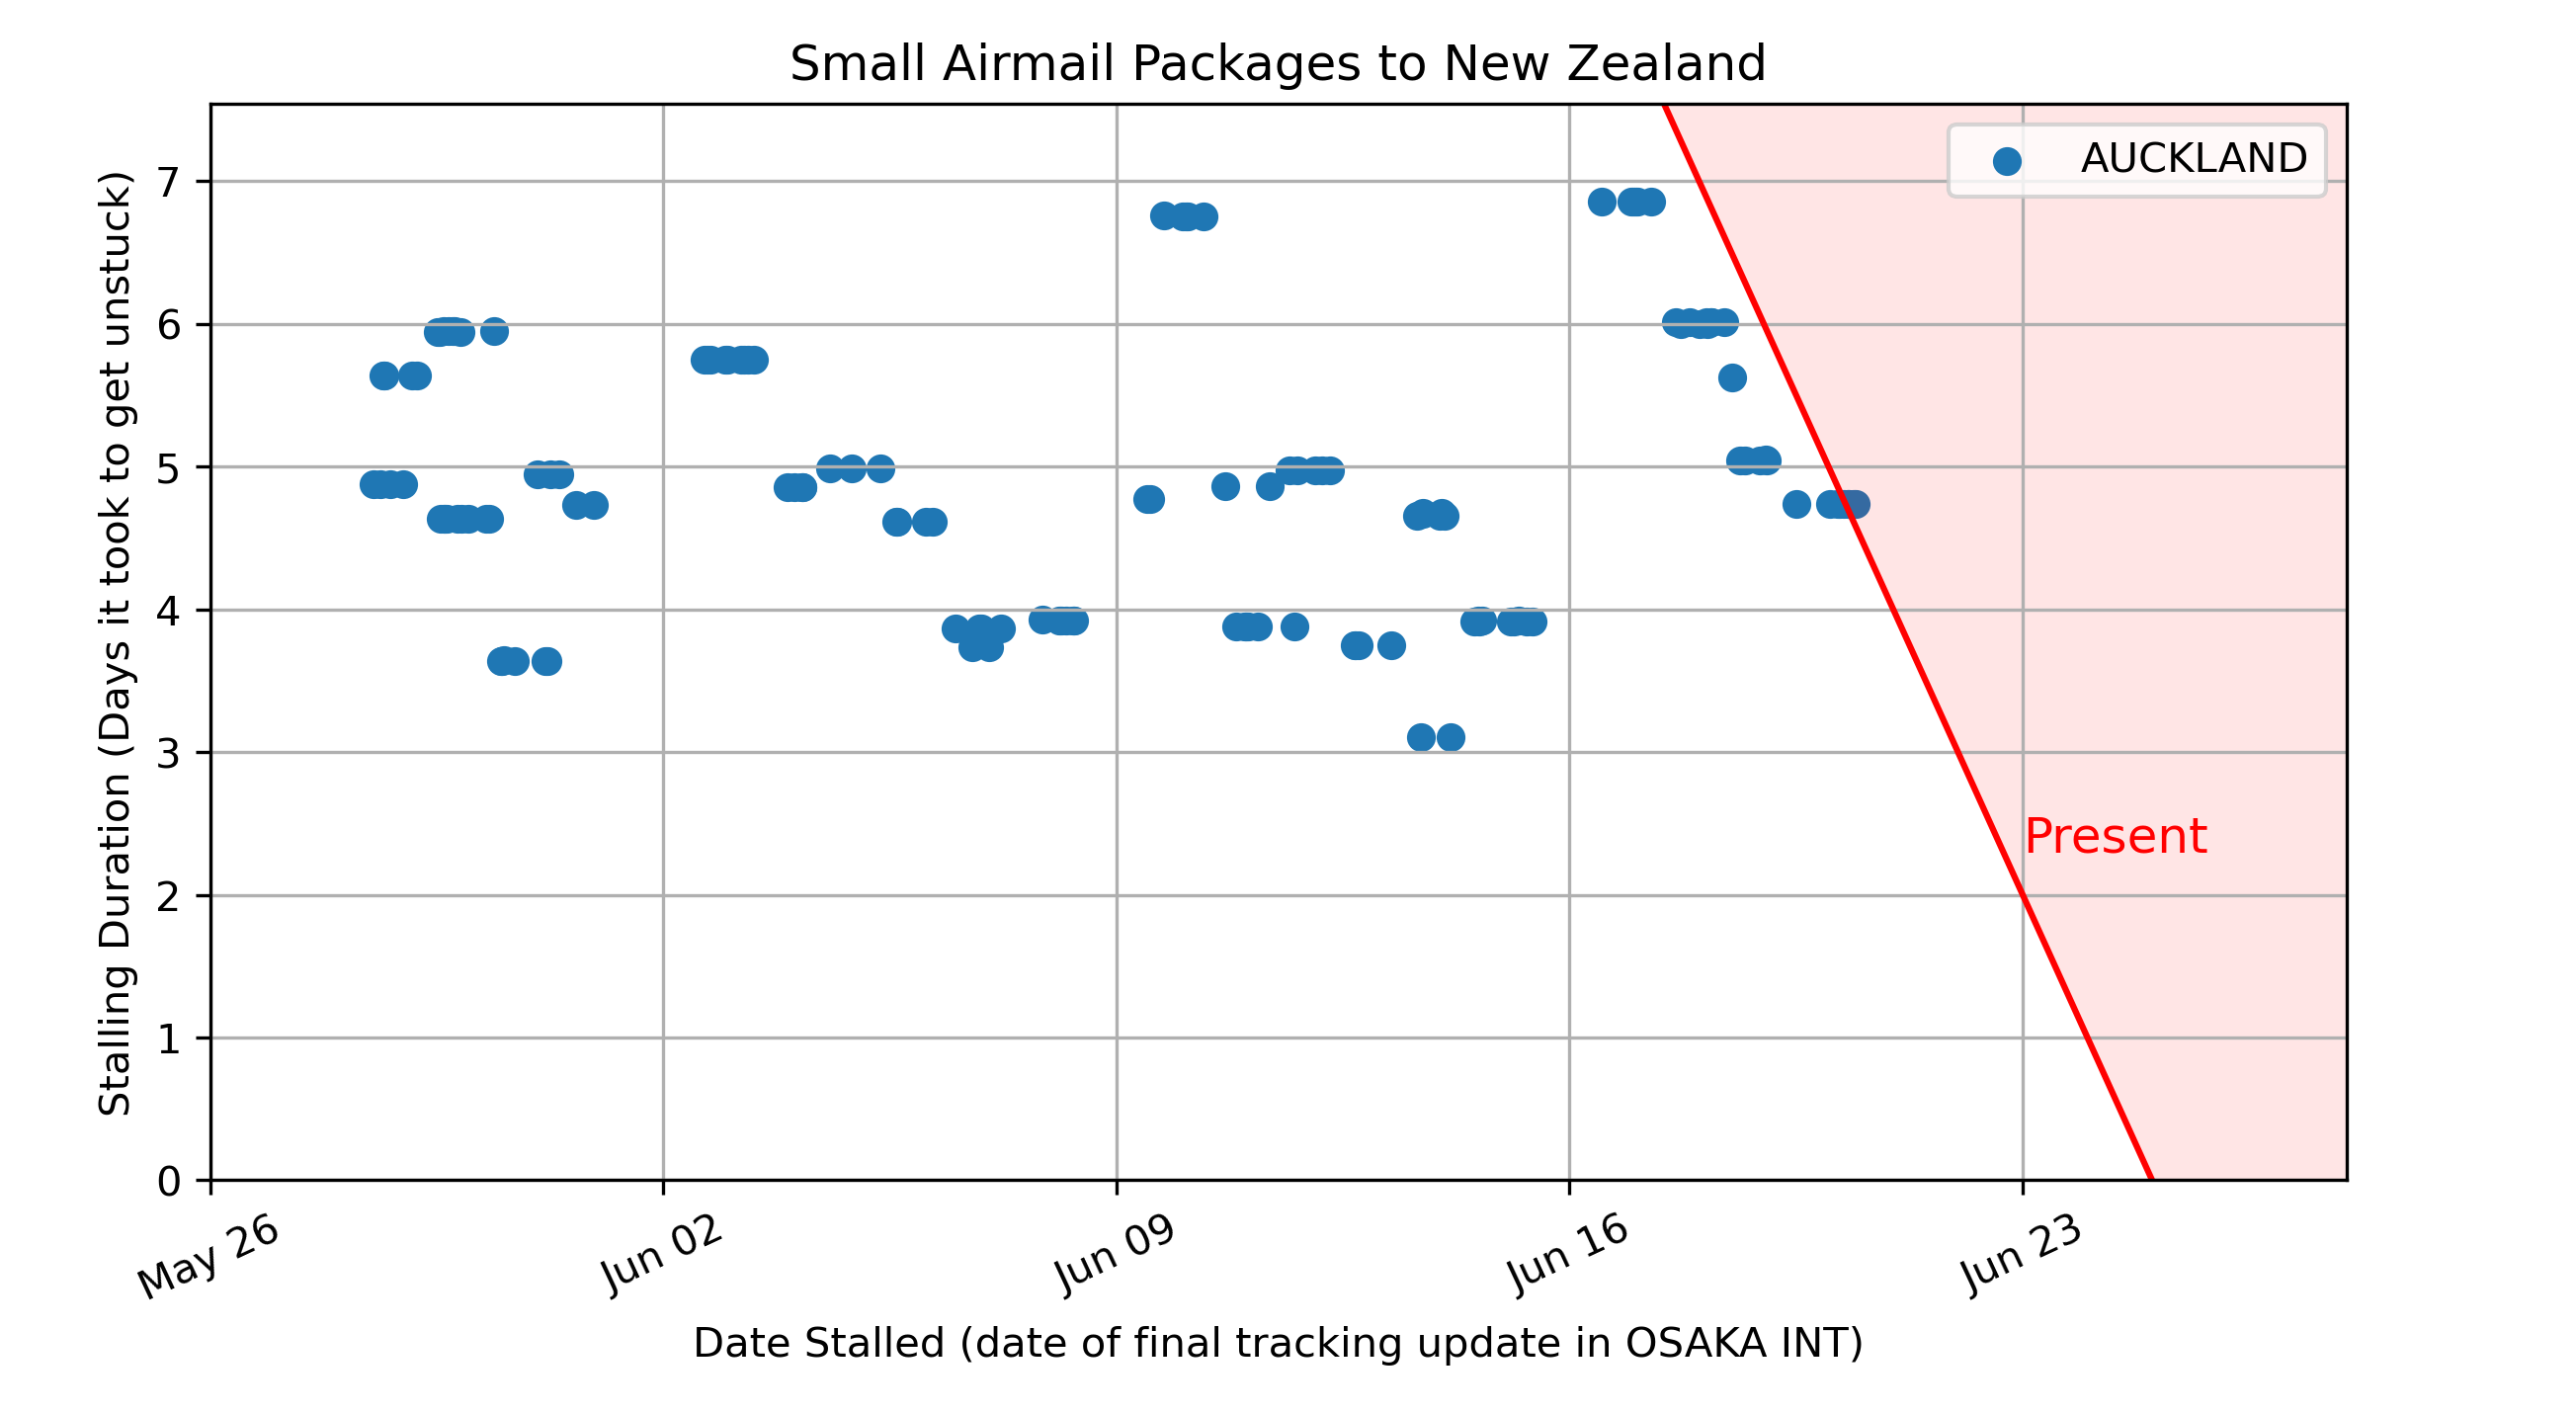 Small Airmail Packages to New Zealand
AUCKLAND
Stalling Duration (Days it took to get unstuck)
7
6
5
4
3
2
1
0
Present
May 26
Jun 02
Jun 09
Jun 16
Jun 23
Date Stalled (date of final tracking update in OSAKA INT)